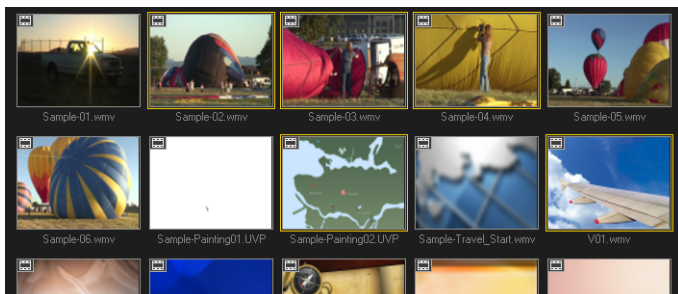 Sample-01.wmv
Sample-02.wmv
Sample-03.wmv
Sample-04.wmv
Sample-05.wmv
Sample-06.wmv
Sample-Painting01.UVP
Sample-Painting02.UVP
Sample-Travel_Start.wmv
V01.wmv